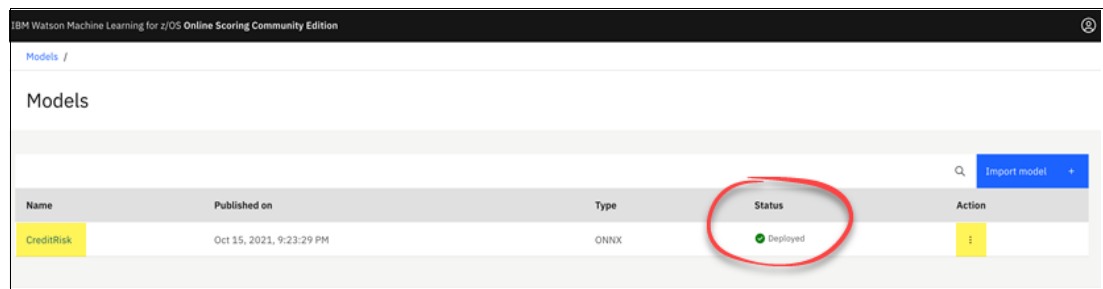 IBM Watson Machine Learning for z/OS Online Scoring Community Edition
Models /
Models
Import model +
Name Published on Type Status Action
CreditRisk Oct 15, 2021, 9:23:29 PM ONNX Deployed